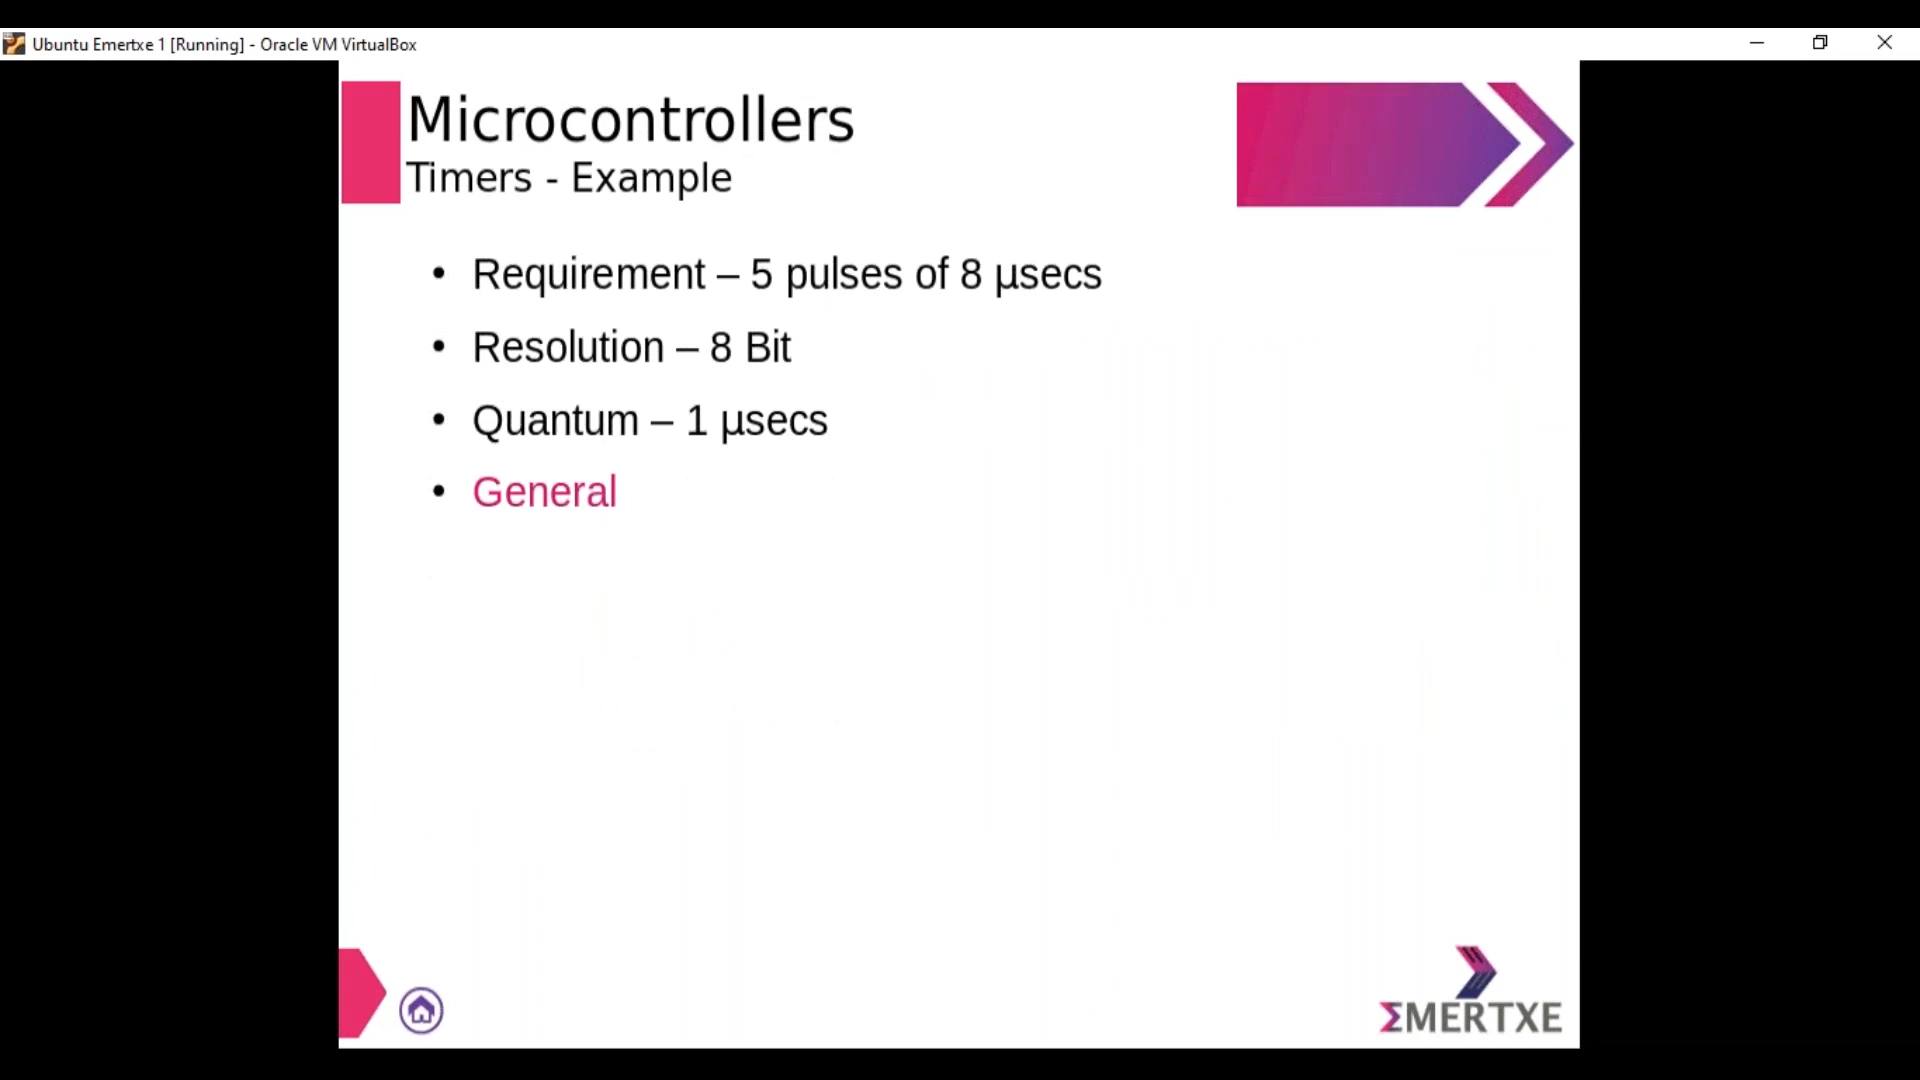 Ubuntu Emertxe 1 [Running] - Oracle VM VirtualBox
Microcontrollers
Timers - Example
• Requirement – 5 pulses of 8 µsecs
• Resolution – 8 Bit
• Quantum – 1 µsecs
• General
ΣMERTXE